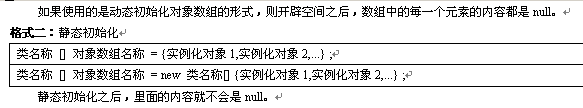 如果使用的是动态初始化对象数组的形式，则开辟空间之后，数组中的每一个元素的内容都是 null。
格式二：静态初始化
类名称 [] 对象数组名称 = {实例化对象 1,实例化对象 2,...} ;
类名称 [] 对象数组名称 = new 类名称[] {实例化对象 1,实例化对象 2,...} ;
静态初始化之后，里面的内容就不会是 null。